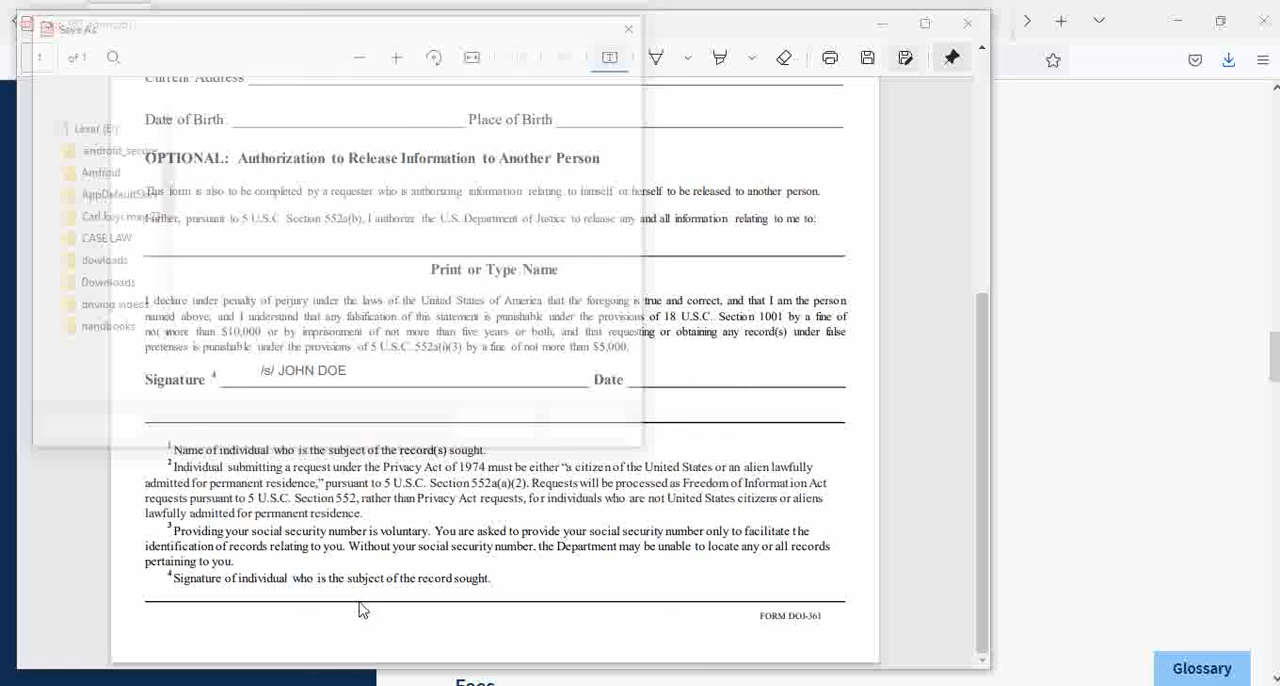 Save As
1 of 1
Current Address
Date of Birth Place of Birth
Lexar (E:)
android_secure
OPTIONAL: Authorization to Release Information to Another Person
Android
This form is also to be completed by a requester who is authorizing information relating to himself or herself to be released to another person.
Further, pursuant to 5 U.S.C. Section 552a(b), I authorize the U.S. Department of Justice to release any and all information relating to me to:
CASE LAW
dowloads
Print or Type Name
Downloads
I declare under penalty of perjury under the laws of the United States of America that the foregoing is true and correct, and that I am the person
named above, and I understand that any falsification of this statement is punishable under the provisions of 18 U.S.C. Section 1001 by a fine of
handbooks
not more than $10,000 or by imprisonment of not more than five years or both, and that requesting or obtaining any record(s) under false
pretenses is punishable under the provisions of 5 U.S.C. 552a(i)(3) by a fine of not more than $5,000.
/s/ JOHN DOE
Signature 4 Date
1 Name of individual who is the subject of the record(s) sought.
2 Individual submitting a request under the Privacy Act of 1974 must be either “a citizen of the United States or an alien lawfully
admitted for permanent residence,” pursuant to 5 U.S.C. Section 552a(a)(2). Requests will be processed as Freedom of Information Act
requests pursuant to 5 U.S.C. Section 552, rather than Privacy Act requests, for individuals who are not United States citizens or aliens
lawfully admitted for permanent residence.
3 Providing your social security number is voluntary. You are asked to provide your social security number only to facilitate the
identification of records relating to you. Without your social security number, the Department may be unable to locate any or all records
pertaining to you.
4 Signature of individual who is the subject of the record sought.
FORM DOJ-361
Glossary
Fees